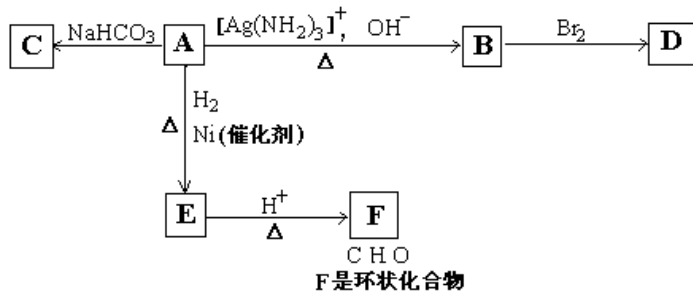 C NaHCO₃ A [Ag(NH₂)₃]⁺, OH⁻ B Br₂ D
Δ
Δ H₂
Ni(催化剂)
E H⁺ F
Δ
C H O
F是环状化合物